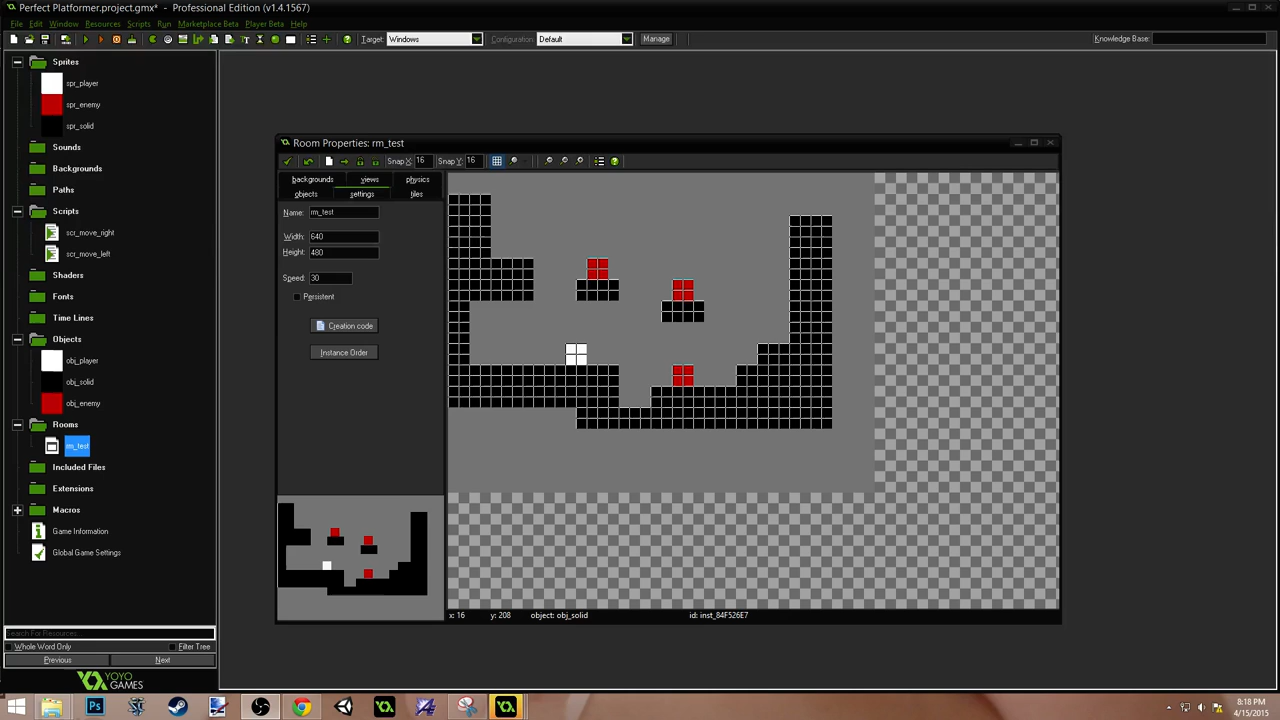 Perfect Platformer.project.gmx* - Professional Edition (v1.4.1567)
File Edit Window Resources Scripts Run Marketplace Beta Player Beta Help
Target: Windows Configuration: Default Manage Knowledge Base:
Sprites
spr_player
spr_enemy
spr_solid
Sounds
Backgrounds
Paths
Scripts
scr_move_right
scr_move_left
Shaders
Fonts
Time Lines
Objects
obj_player
obj_solid
obj_enemy
Rooms
rm_test
Included Files
Extensions
Macros
Game Information
Global Game Settings
Search For Resources
Whole Word Only Filter Tree
Previous Next
YOYO
GAMES
Room Properties: rm_test
Snap X: 16 Snap Y: 16
backgrounds views physics
objects settings tiles
Name: rm_test
Width: 640
Height: 480
Speed: 30
Persistent
Creation code
Instance Order
x: 16 y: 208 object: obj_solid id: inst_84F526E7
Ps
8:18 PM
4/15/2015